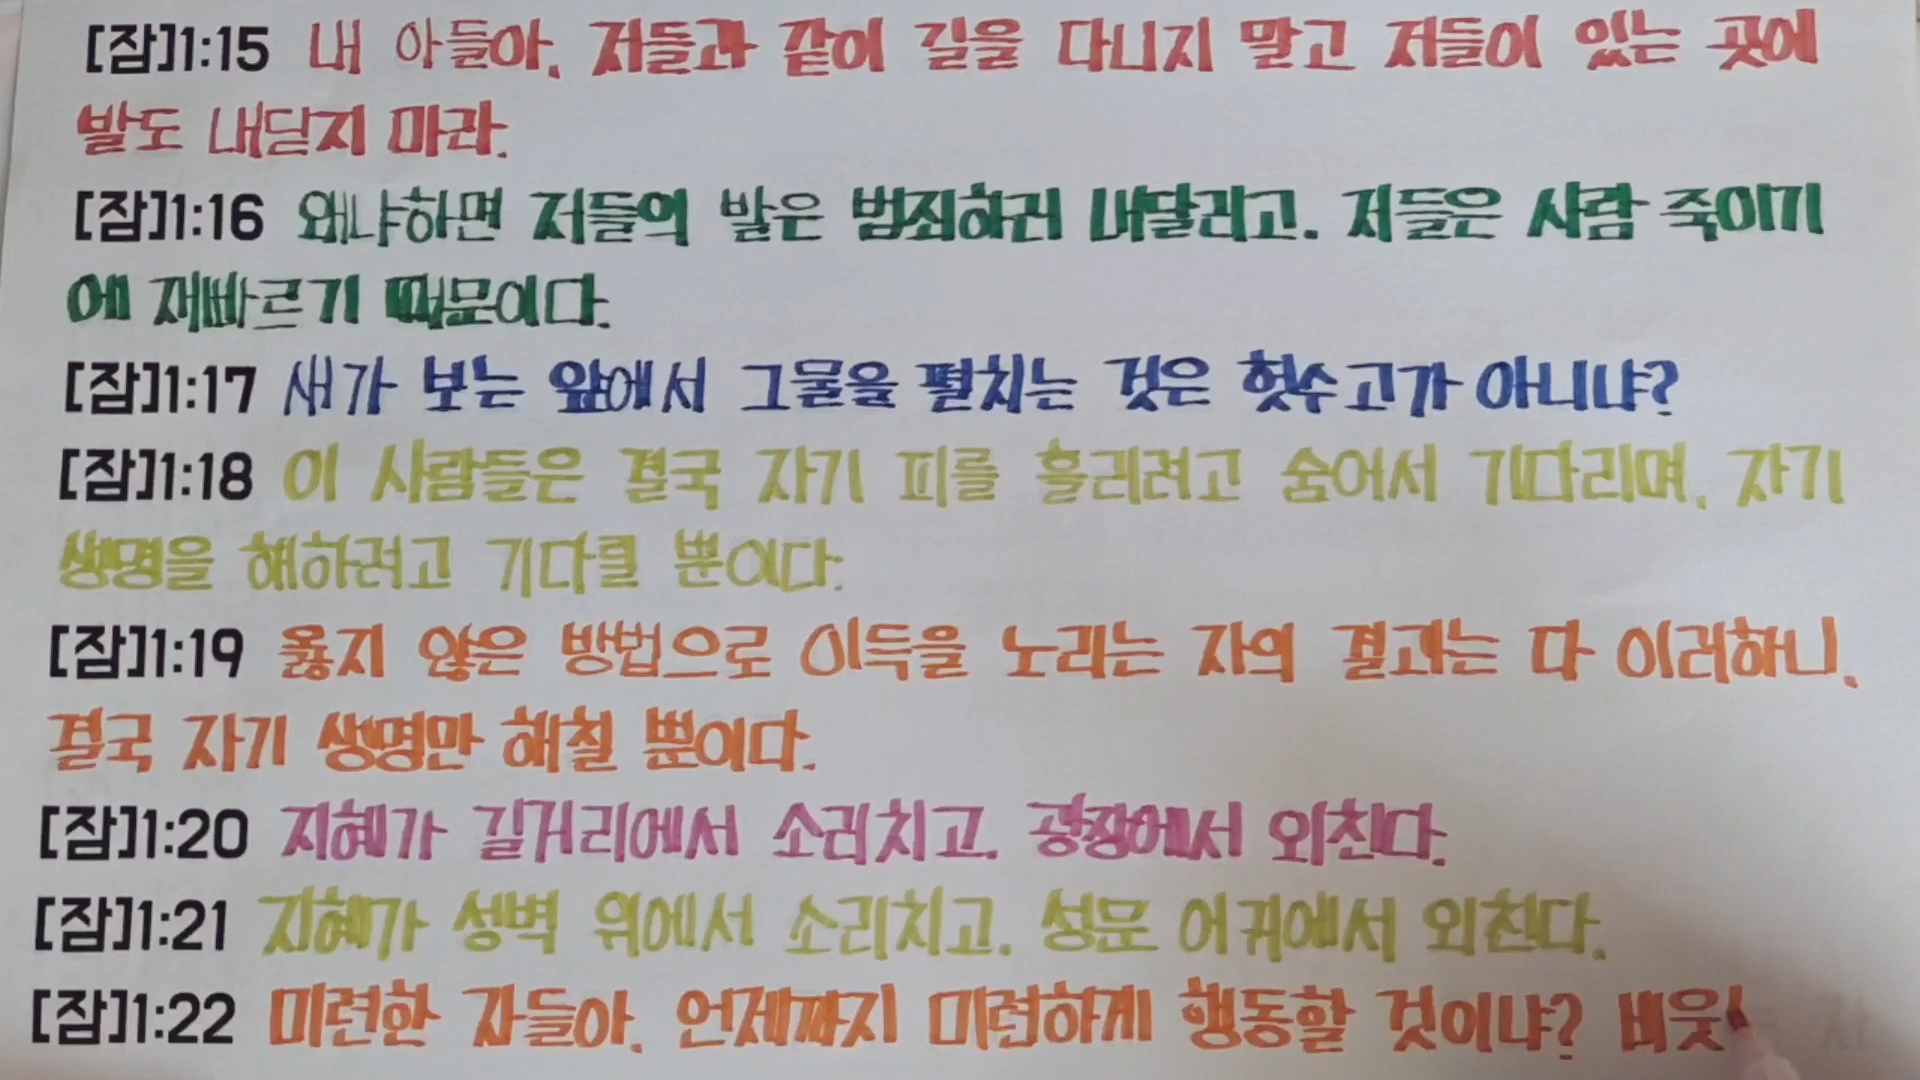 [잠]1:15 내 아들아, 저들과 같이 길을 다니지 말고 저들이 있는 곳에
발도 내딛지 마라.
[잠]1:16 왜냐하면 저들의 발은 범죄하러 내달리고, 저들은 사람 죽이기
에 재빠르기 때문이다.
[잠]1:17 새가 보는 앞에서 그물을 펼치는 것은 헛수고가 아니냐?
[잠]1:18 이 사람들은 결국 자기 피를 흘리려고 숨어서 기다리며, 자기
생명을 해하려고 기다릴 뿐이다.
[잠]1:19 옳지 않은 방법으로 이득을 노리는 자의 결과는 다 이러하니,
결국 자기 생명만 해칠 뿐이다.
[잠]1:20 지혜가 길거리에서 소리치고, 광장에서 외친다.
[잠]1:21 지혜가 성벽 위에서 소리치고, 성문 어귀에서 외친다.
[잠]1:22 미련한 자들아, 언제까지 미련하게 행동할 것이냐? 비웃